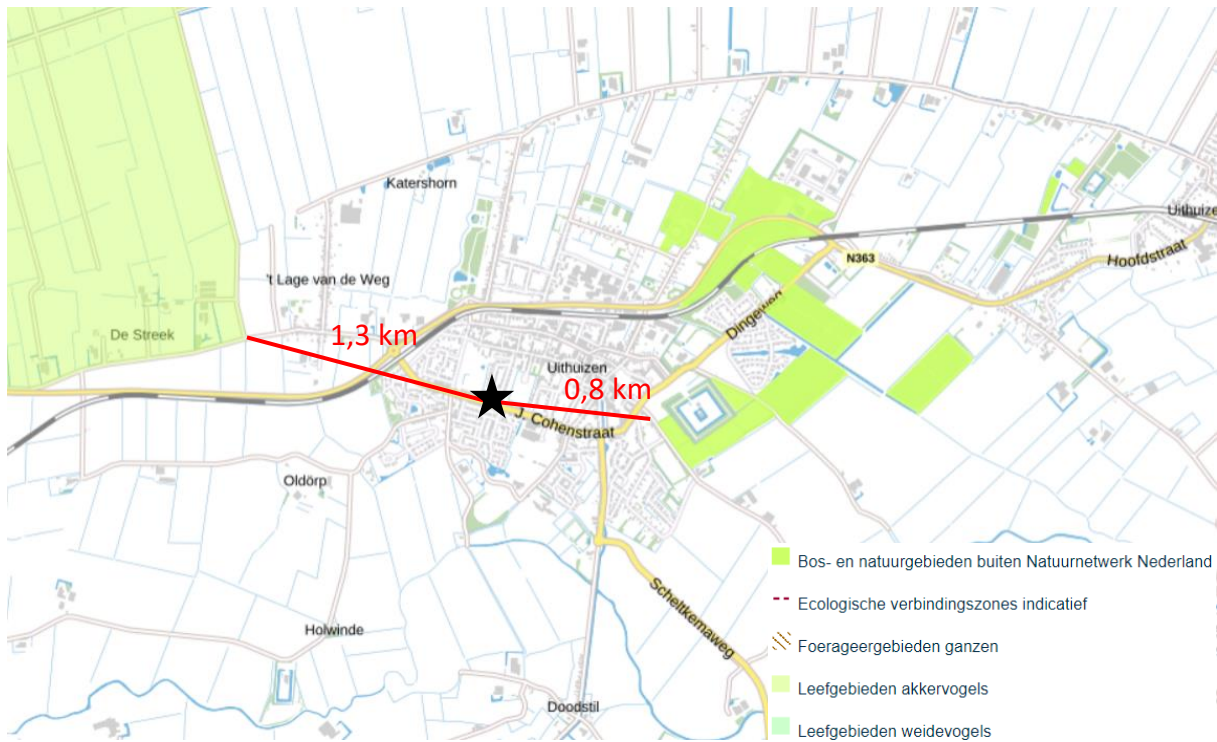 Katershorn
Uithuize
N363
Hoofdstraat
't Lage van de Weg
De Streek
1,3 km
Dingeweg
Uithuizen
0,8 km
J. Cohenstraat
Oldörp
Bos- en natuurgebieden buiten Natuurnetwerk Nederland
Ecologische verbindingszones indicatief
Scheltkemaweg
Holwinde
Foerageergebieden ganzen
Leefgebieden akkervogels
Doodstil
Leefgebieden weidevogels